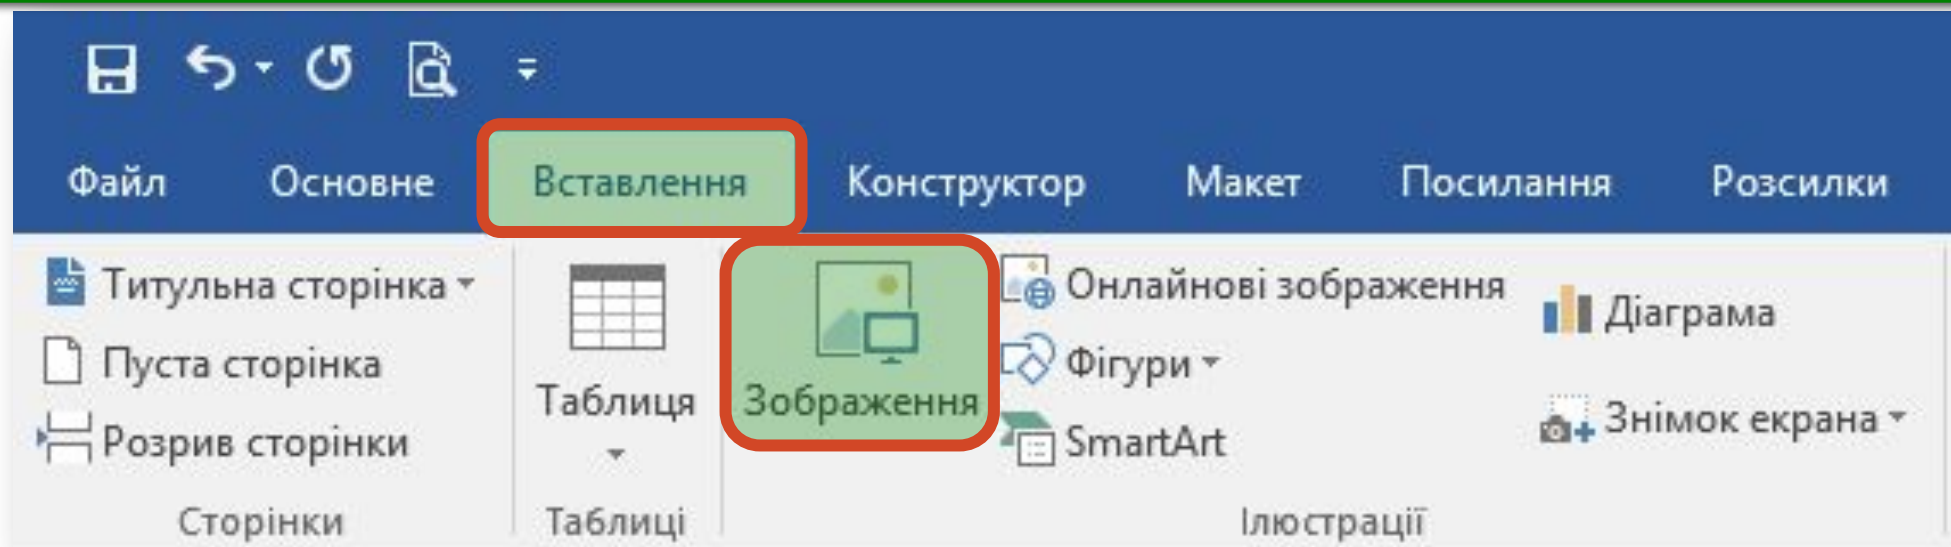 Файл Основне Вставлення Конструктор Макет Посилання Розсилки
Титульна сторінка
Пуста сторінка
Розрив сторінки
Сторінки
Таблиця
Таблиці
Зображення
Онлайнові зображення
Фігури
SmartArt
Діаграма
Знімок екрана
Ілюстрації